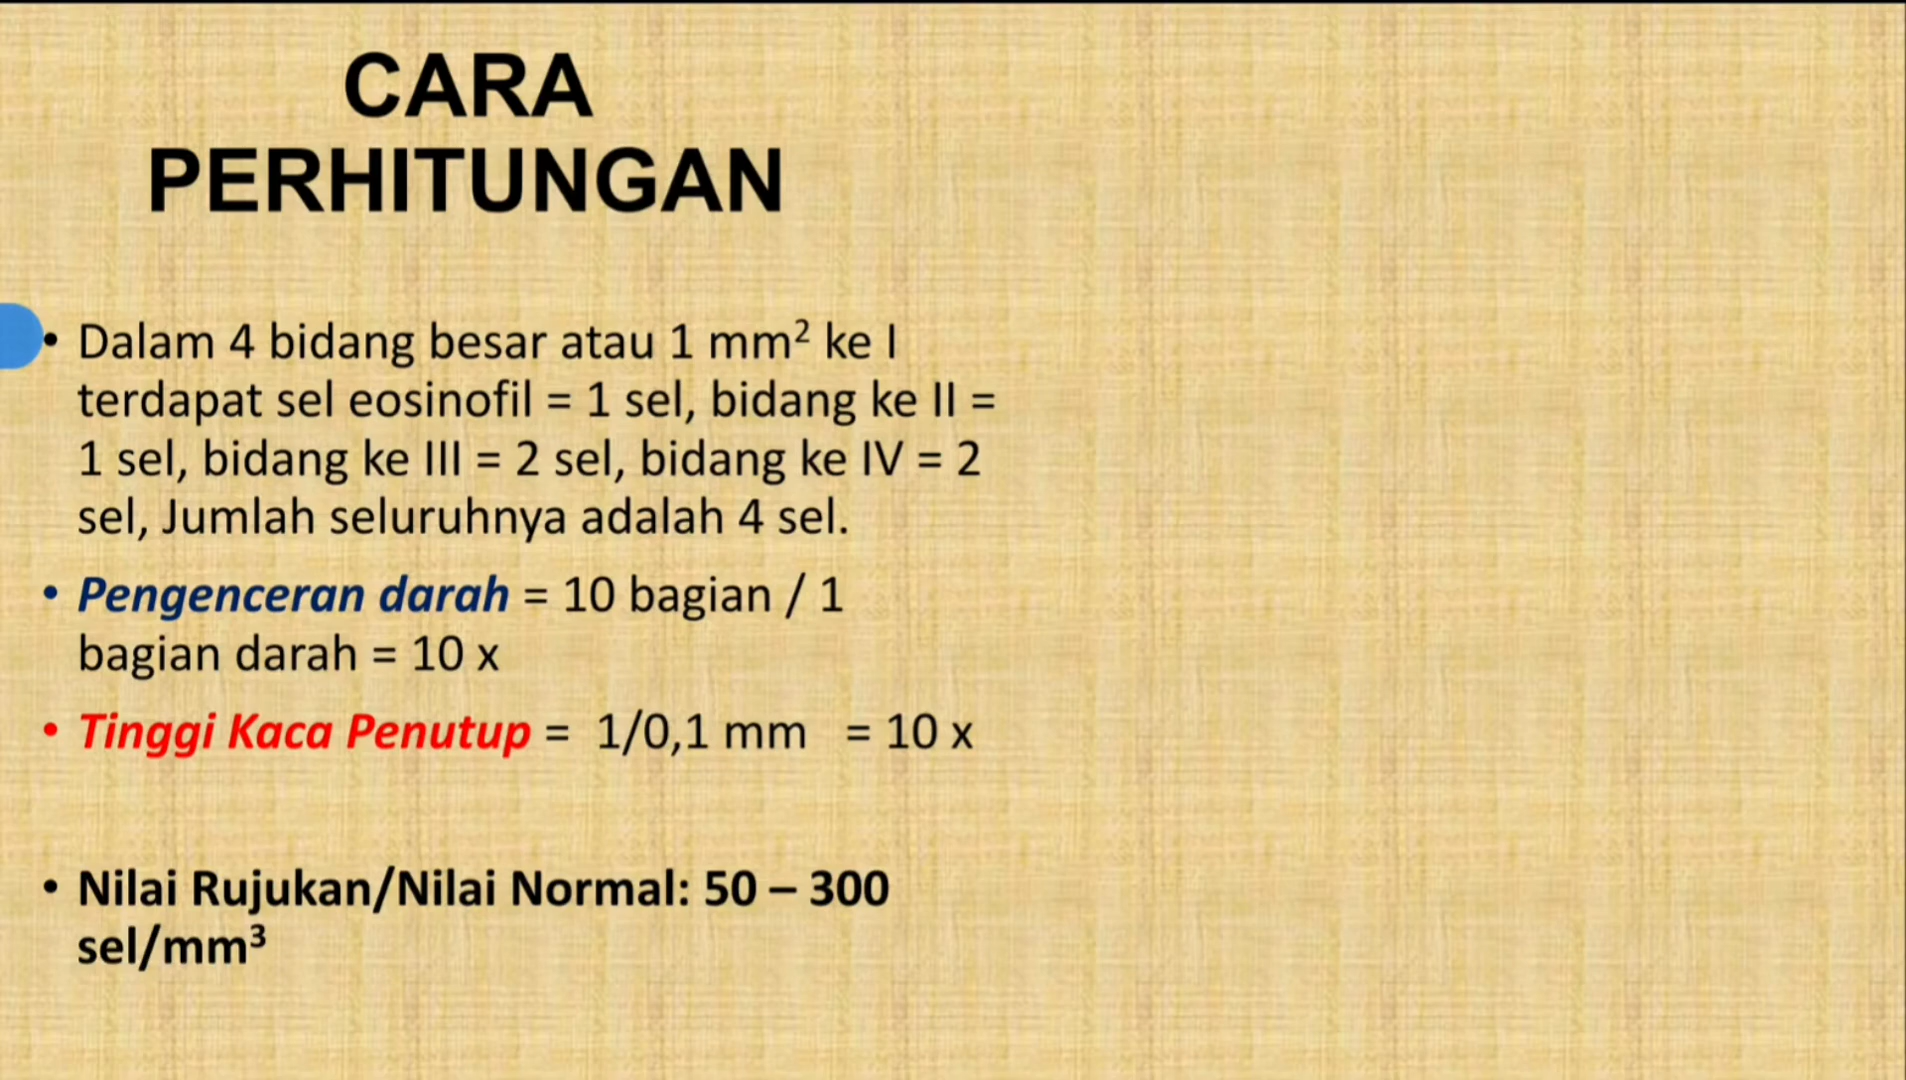 CARA
PERHITUNGAN
• Dalam 4 bidang besar atau 1 mm² ke I
terdapat sel eosinofil = 1 sel, bidang ke II =
1 sel, bidang ke III = 2 sel, bidang ke IV = 2
sel, Jumlah seluruhnya adalah 4 sel.
• Pengenceran darah = 10 bagian / 1
bagian darah = 10 x
• Tinggi Kaca Penutup = 1/0,1 mm = 10 x
• Nilai Rujukan/Nilai Normal: 50 – 300
sel/mm³